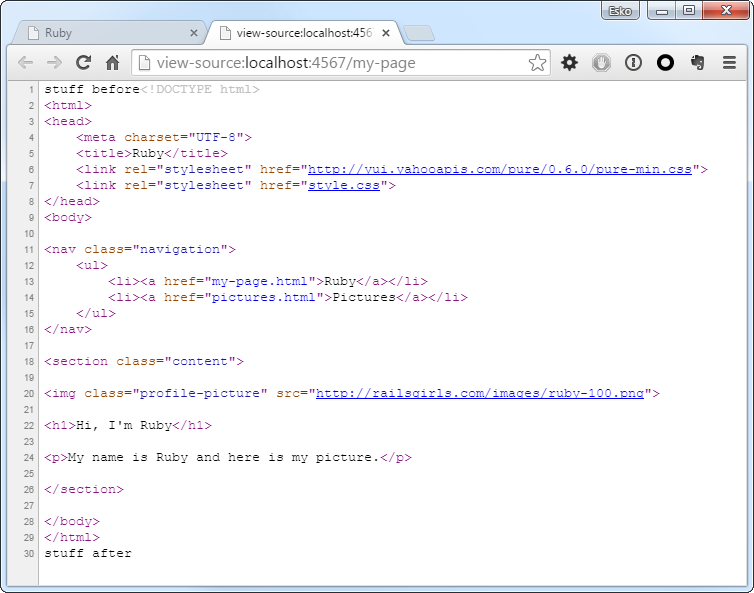 Esko
Ruby
view-source:localhost:456
view-source:localhost:4567/my-page
1 stuff before<!DOCTYPE html>
2 <html>
3 <head>
4     <meta charset="UTF-8">
5     <title>Ruby</title>
6     <link rel="stylesheet" href="http://yui.yahooapis.com/pure/0.6.0/pure-min.css">
7     <link rel="stylesheet" href="style.css">
8 </head>
9 <body>
10
11 <nav class="navigation">
12     <ul>
13         <li><a href="my-page.html">Ruby</a></li>
14         <li><a href="pictures.html">Pictures</a></li>
15     </ul>
16 </nav>
17
18 <section class="content">
19
20 <img class="profile-picture" src="http://railsgirls.com/images/ruby-100.png">
21
22 <h1>Hi, I'm Ruby</h1>
23
24 <p>My name is Ruby and here is my picture.</p>
25
26 </section>
27
28 </body>
29 </html>
30 stuff after